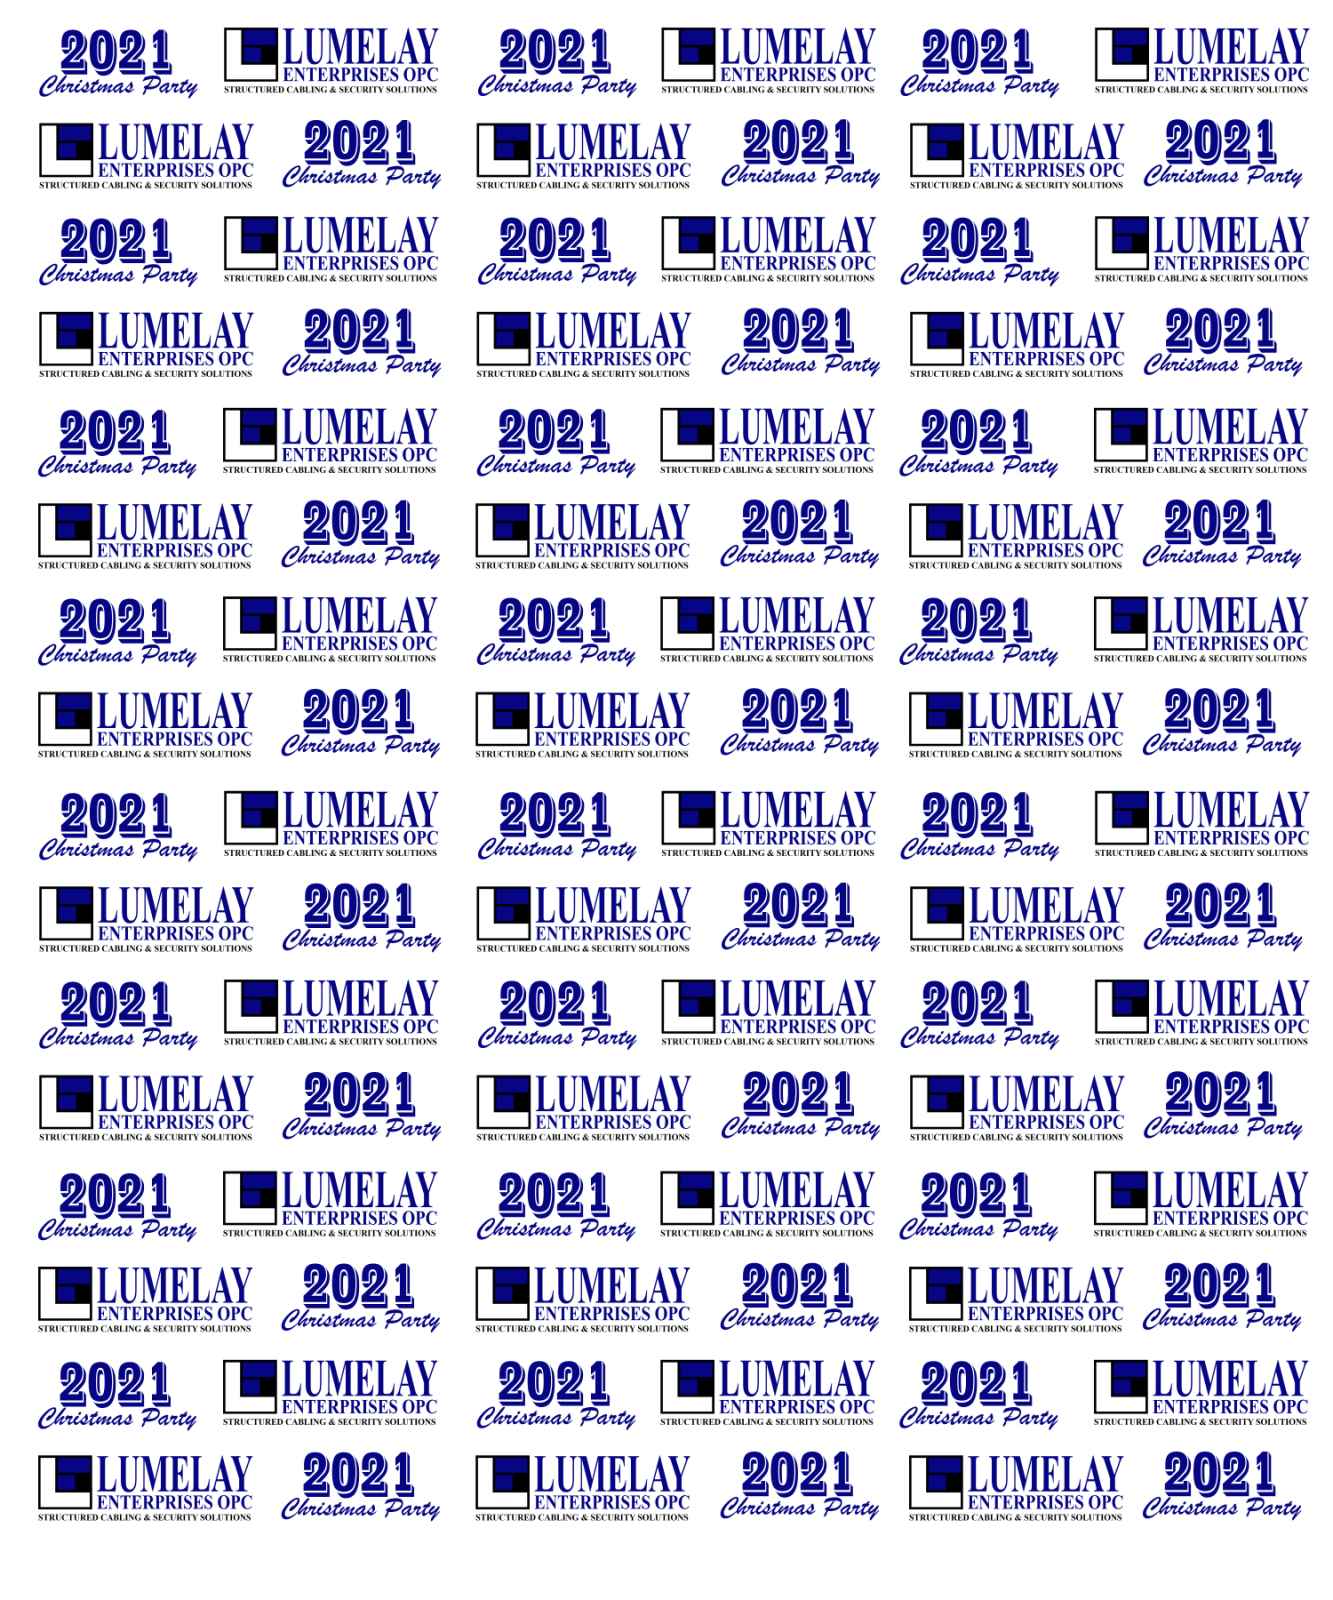 2021 LUMELAY 2021 LUMELAY 2021 LUMELAY
Christmas Party ENTERPRISES OPC Christmas Party ENTERPRISES OPC Christmas Party ENTERPRISES OPC
STRUCTURED CABLING & SECURITY SOLUTIONS STRUCTURED CABLING & SECURITY SOLUTIONS STRUCTURED CABLING & SECURITY SOLUTIONS
LUMELAY 2021 LUMELAY 2021 LUMELAY 2021
ENTERPRISES OPC Christmas Party ENTERPRISES OPC Christmas Party ENTERPRISES OPC Christmas Party
STRUCTURED CABLING & SECURITY SOLUTIONS STRUCTURED CABLING & SECURITY SOLUTIONS STRUCTURED CABLING & SECURITY SOLUTIONS
2021 LUMELAY 2021 LUMELAY 2021 LUMELAY
Christmas Party ENTERPRISES OPC Christmas Party ENTERPRISES OPC Christmas Party ENTERPRISES OPC
STRUCTURED CABLING & SECURITY SOLUTIONS STRUCTURED CABLING & SECURITY SOLUTIONS STRUCTURED CABLING & SECURITY SOLUTIONS
LUMELAY 2021 LUMELAY 2021 LUMELAY 2021
ENTERPRISES OPC Christmas Party ENTERPRISES OPC Christmas Party ENTERPRISES OPC Christmas Party
STRUCTURED CABLING & SECURITY SOLUTIONS STRUCTURED CABLING & SECURITY SOLUTIONS STRUCTURED CABLING & SECURITY SOLUTIONS
2021 LUMELAY 2021 LUMELAY 2021 LUMELAY
Christmas Party ENTERPRISES OPC Christmas Party ENTERPRISES OPC Christmas Party ENTERPRISES OPC
STRUCTURED CABLING & SECURITY SOLUTIONS STRUCTURED CABLING & SECURITY SOLUTIONS STRUCTURED CABLING & SECURITY SOLUTIONS
LUMELAY 2021 LUMELAY 2021 LUMELAY 2021
ENTERPRISES OPC Christmas Party ENTERPRISES OPC Christmas Party ENTERPRISES OPC Christmas Party
STRUCTURED CABLING & SECURITY SOLUTIONS STRUCTURED CABLING & SECURITY SOLUTIONS STRUCTURED CABLING & SECURITY SOLUTIONS
2021 LUMELAY 2021 LUMELAY 2021 LUMELAY
Christmas Party ENTERPRISES OPC Christmas Party ENTERPRISES OPC Christmas Party ENTERPRISES OPC
STRUCTURED CABLING & SECURITY SOLUTIONS STRUCTURED CABLING & SECURITY SOLUTIONS STRUCTURED CABLING & SECURITY SOLUTIONS
LUMELAY 2021 LUMELAY 2021 LUMELAY 2021
ENTERPRISES OPC Christmas Party ENTERPRISES OPC Christmas Party ENTERPRISES OPC Christmas Party
STRUCTURED CABLING & SECURITY SOLUTIONS STRUCTURED CABLING & SECURITY SOLUTIONS STRUCTURED CABLING & SECURITY SOLUTIONS
2021 LUMELAY 2021 LUMELAY 2021 LUMELAY
Christmas Party ENTERPRISES OPC Christmas Party ENTERPRISES OPC Christmas Party ENTERPRISES OPC
STRUCTURED CABLING & SECURITY SOLUTIONS STRUCTURED CABLING & SECURITY SOLUTIONS STRUCTURED CABLING & SECURITY SOLUTIONS
LUMELAY 2021 LUMELAY 2021 LUMELAY 2021
ENTERPRISES OPC Christmas Party ENTERPRISES OPC Christmas Party ENTERPRISES OPC Christmas Party
STRUCTURED CABLING & SECURITY SOLUTIONS STRUCTURED CABLING & SECURITY SOLUTIONS STRUCTURED CABLING & SECURITY SOLUTIONS
2021 LUMELAY 2021 LUMELAY 2021 LUMELAY
Christmas Party ENTERPRISES OPC Christmas Party ENTERPRISES OPC Christmas Party ENTERPRISES OPC
STRUCTURED CABLING & SECURITY SOLUTIONS STRUCTURED CABLING & SECURITY SOLUTIONS STRUCTURED CABLING & SECURITY SOLUTIONS
LUMELAY 2021 LUMELAY 2021 LUMELAY 2021
ENTERPRISES OPC Christmas Party ENTERPRISES OPC Christmas Party ENTERPRISES OPC Christmas Party
STRUCTURED CABLING & SECURITY SOLUTIONS STRUCTURED CABLING & SECURITY SOLUTIONS STRUCTURED CABLING & SECURITY SOLUTIONS
2021 LUMELAY 2021 LUMELAY 2021 LUMELAY
Christmas Party ENTERPRISES OPC Christmas Party ENTERPRISES OPC Christmas Party ENTERPRISES OPC
STRUCTURED CABLING & SECURITY SOLUTIONS STRUCTURED CABLING & SECURITY SOLUTIONS STRUCTURED CABLING & SECURITY SOLUTIONS
LUMELAY 2021 LUMELAY 2021 LUMELAY 2021
ENTERPRISES OPC Christmas Party ENTERPRISES OPC Christmas Party ENTERPRISES OPC Christmas Party
STRUCTURED CABLING & SECURITY SOLUTIONS STRUCTURED CABLING & SECURITY SOLUTIONS STRUCTURED CABLING & SECURITY SOLUTIONS
2021 LUMELAY 2021 LUMELAY 2021 LUMELAY
Christmas Party ENTERPRISES OPC Christmas Party ENTERPRISES OPC Christmas Party ENTERPRISES OPC
STRUCTURED CABLING & SECURITY SOLUTIONS STRUCTURED CABLING & SECURITY SOLUTIONS STRUCTURED CABLING & SECURITY SOLUTIONS
LUMELAY 2021 LUMELAY 2021 LUMELAY 2021
ENTERPRISES OPC Christmas Party ENTERPRISES OPC Christmas Party ENTERPRISES OPC Christmas Party
STRUCTURED CABLING & SECURITY SOLUTIONS STRUCTURED CABLING & SECURITY SOLUTIONS STRUCTURED CABLING & SECURITY SOLUTIONS